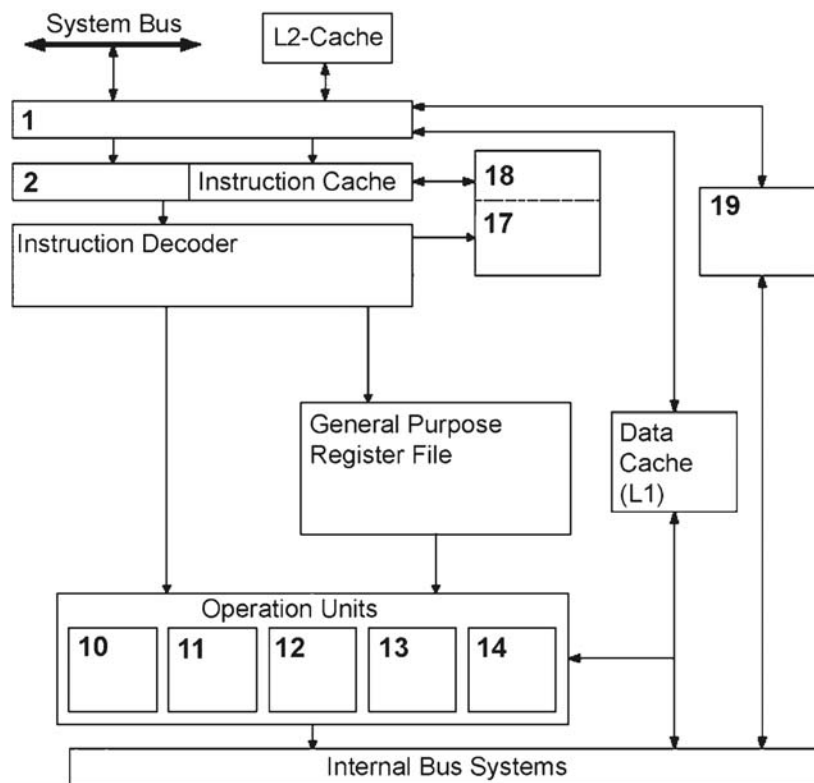 System Bus
L2-Cache
1
2
Instruction Cache
18
17
19
Instruction Decoder
General Purpose
Register File
Data
Cache
(L1)
Operation Units
10
11
12
13
14
Internal Bus Systems